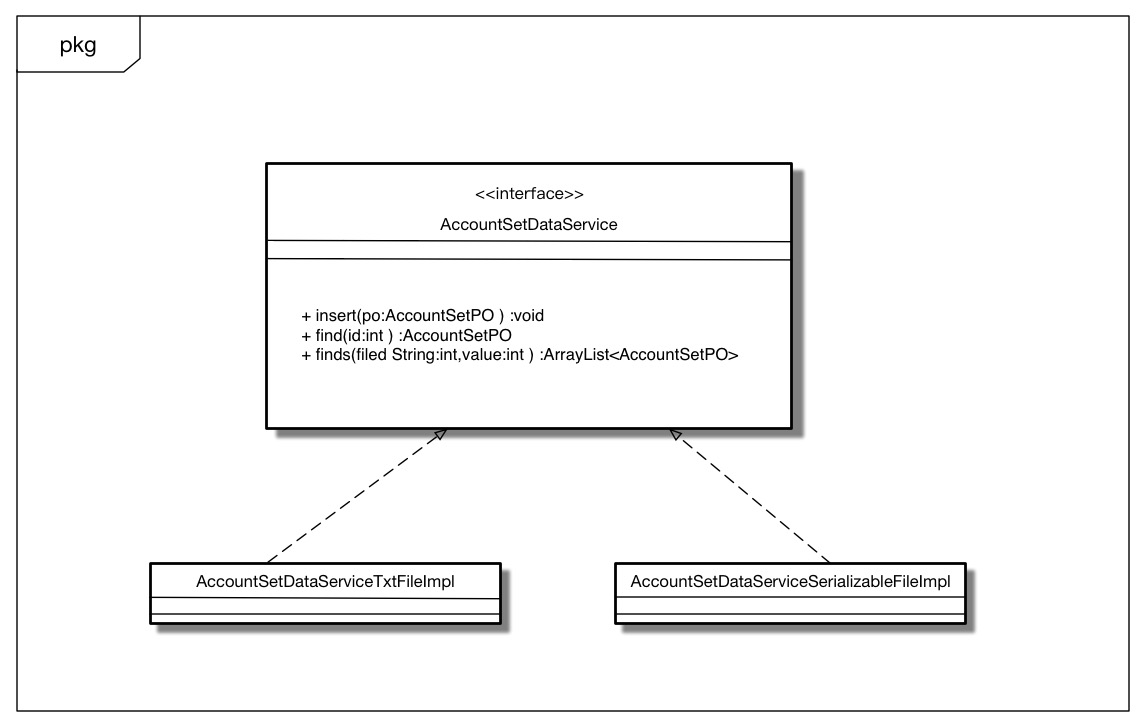 pkg
<<interface>>
AccountSetDataService
+ insert(po:AccountSetPO ) :void
+ find(id:int ) :AccountSetPO
+ finds(filed String:int,value:int ) :ArrayList<AccountSetPO>
AccountSetDataServiceTxtFileImpl
AccountSetDataServiceSerializableFileImpl